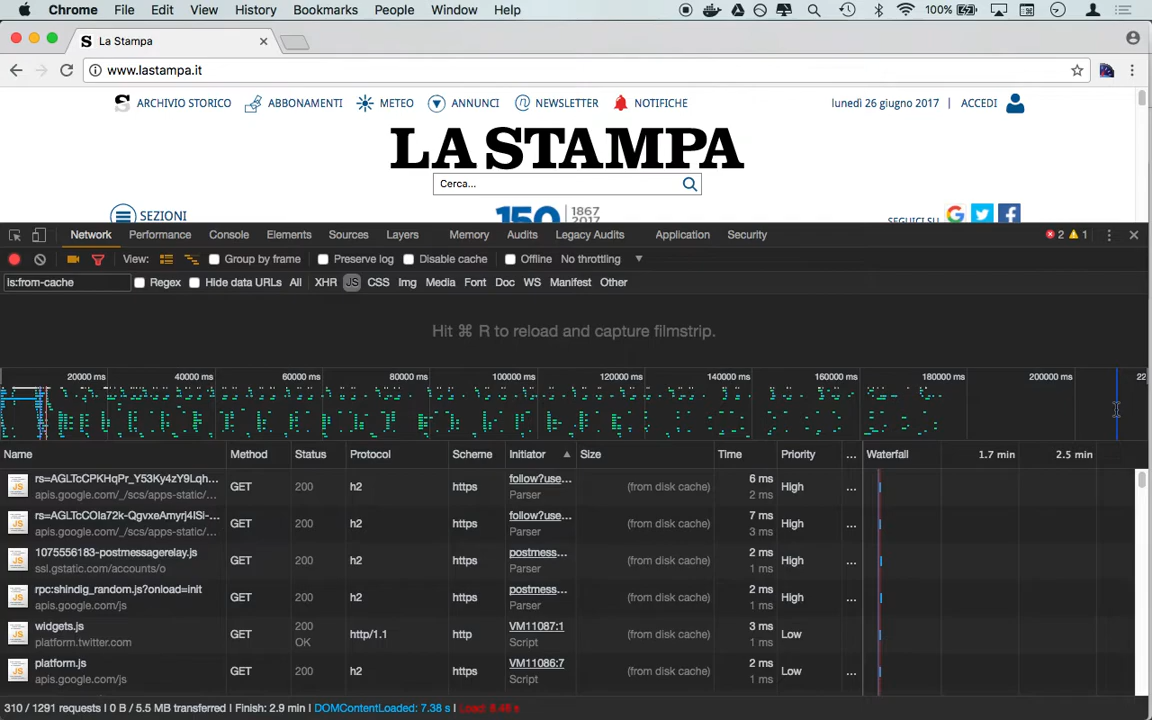 Chrome File Edit View History Bookmarks People Window Help 100%
La Stampa
www.lastampa.it
ARCHIVIO STORICO ABBONAMENTI METEO ANNUNCI NEWSLETTER NOTIFICHE lunedì 26 giugno 2017 | ACCEDI
LA STAMPA
Cerca...
SEZIONI 150 1867 2017 SEGUICI SU
Network Performance Console Elements Sources Layers Memory Audits Legacy Audits Application Security 2 1
View: Group by frame Preserve log Disable cache Offline No throttling
is:from-cache Regex Hide data URLs All XHR JS CSS Img Media Font Doc WS Manifest Other
Hit ⌘ R to reload and capture filmstrip.
20000 ms 40000 ms 60000 ms 80000 ms 100000 ms 120000 ms 140000 ms 160000 ms 180000 ms 200000 ms 22
Name Method Status Protocol Scheme Initiator Size Time Priority ... Waterfall 1.7 min 2.5 min
rs=AGLTcCPKHqPr_Y53Ky4zY9Lqh... GET 200 h2 https follow?use... (from disk cache) 6 ms High ...
apis.google.com/_/scs/apps-static/... Parser 2 ms
rs=AGLTcCOIa72k-QgvxeAmyrj4ISi-... GET 200 h2 https follow?use... (from disk cache) 7 ms High ...
apis.google.com/_/scs/apps-static/... Parser 3 ms
1075556183-postmessagerelay.js GET 200 h2 https postmess... (from disk cache) 2 ms High ...
ssl.gstatic.com/accounts/o Parser 1 ms
rpc:shindig_random.js?onload=init GET 200 h2 https postmess... (from disk cache) 2 ms High ...
apis.google.com/js Parser 1 ms
widgets.js GET 200 http/1.1 http VM11087:1 (from disk cache) 3 ms Low ...
platform.twitter.com OK Script 1 ms
platform.js GET 200 h2 https VM11086:7 (from disk cache) 2 ms Low ...
apis.google.com/js Script 1 ms
310 / 1291 requests | 0 B / 5.5 MB transferred | Finish: 2.9 min | DOMContentLoaded: 7.38 s | Load: 8.48 s